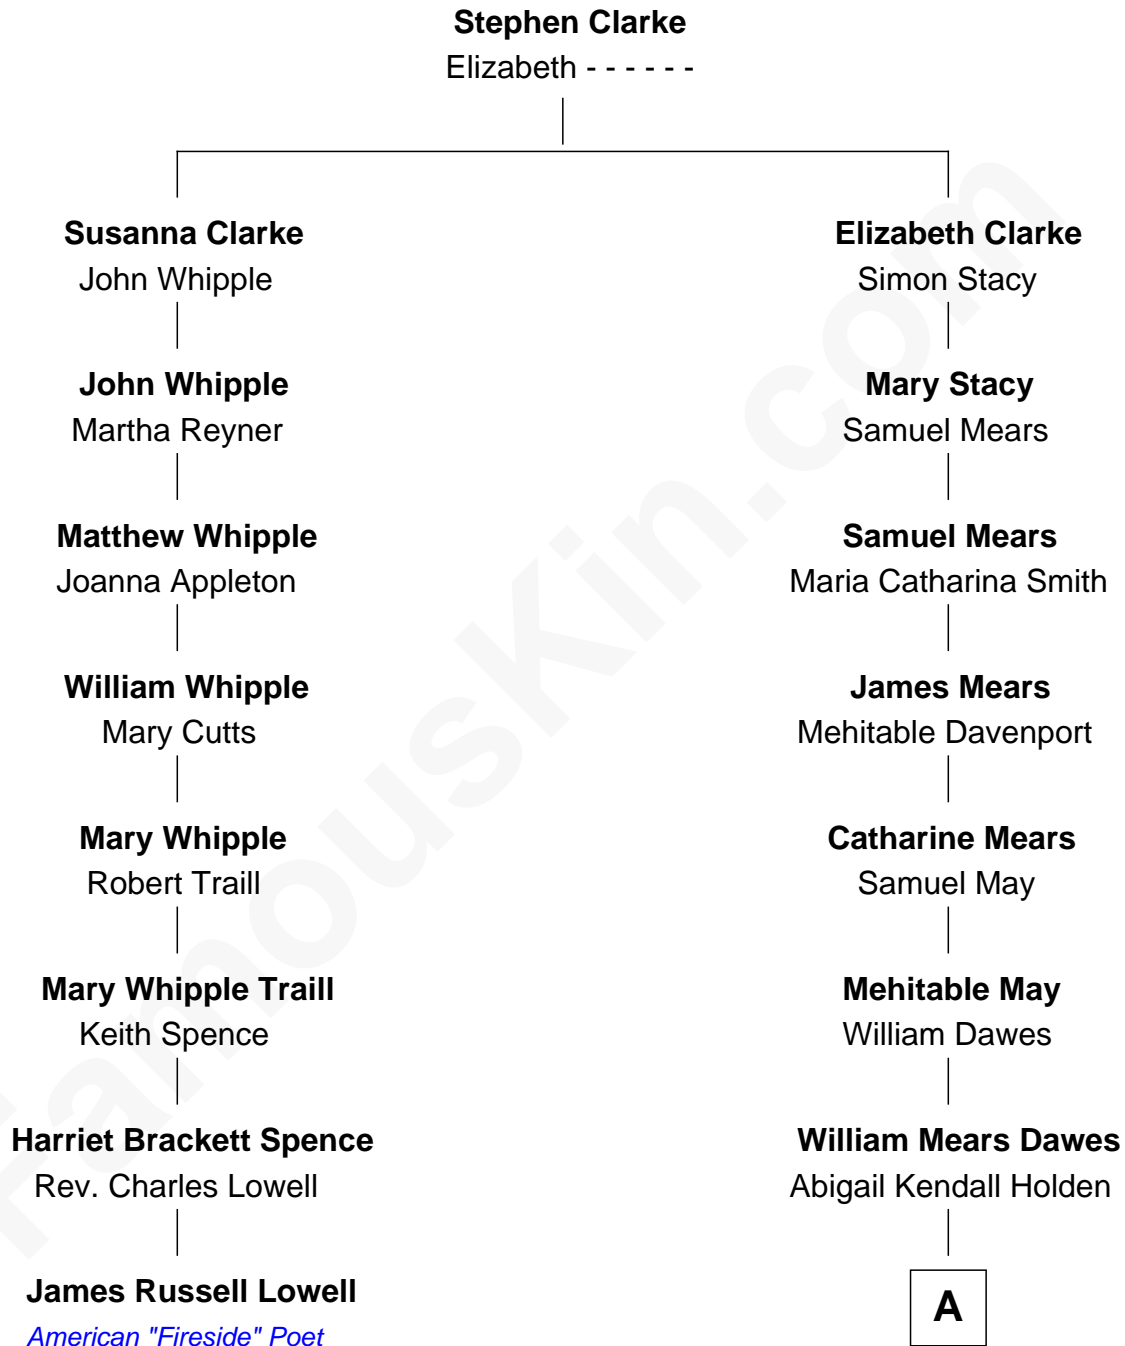 Stephen Clarke
Elizabeth - - - - - -
Susanna Clarke
John Whipple
Elizabeth Clarke
Simon Stacy
John Whipple
Martha Reyner
Mary Stacy
Samuel Mears
Matthew Whipple
Joanna Appleton
Samuel Mears
Maria Catharina Smith
William Whipple
Mary Cutts
James Mears
Mehitable Davenport
Mary Whipple
Robert Traill
Catharine Mears
Samuel May
Mary Whipple Traill
Keith Spence
Mehitable May
William Dawes
Harriet Brackett Spence
Rev. Charles Lowell
William Mears Dawes
Abigail Kendall Holden
James Russell Lowell
American "Fireside" Poet
A
FamousKin.com